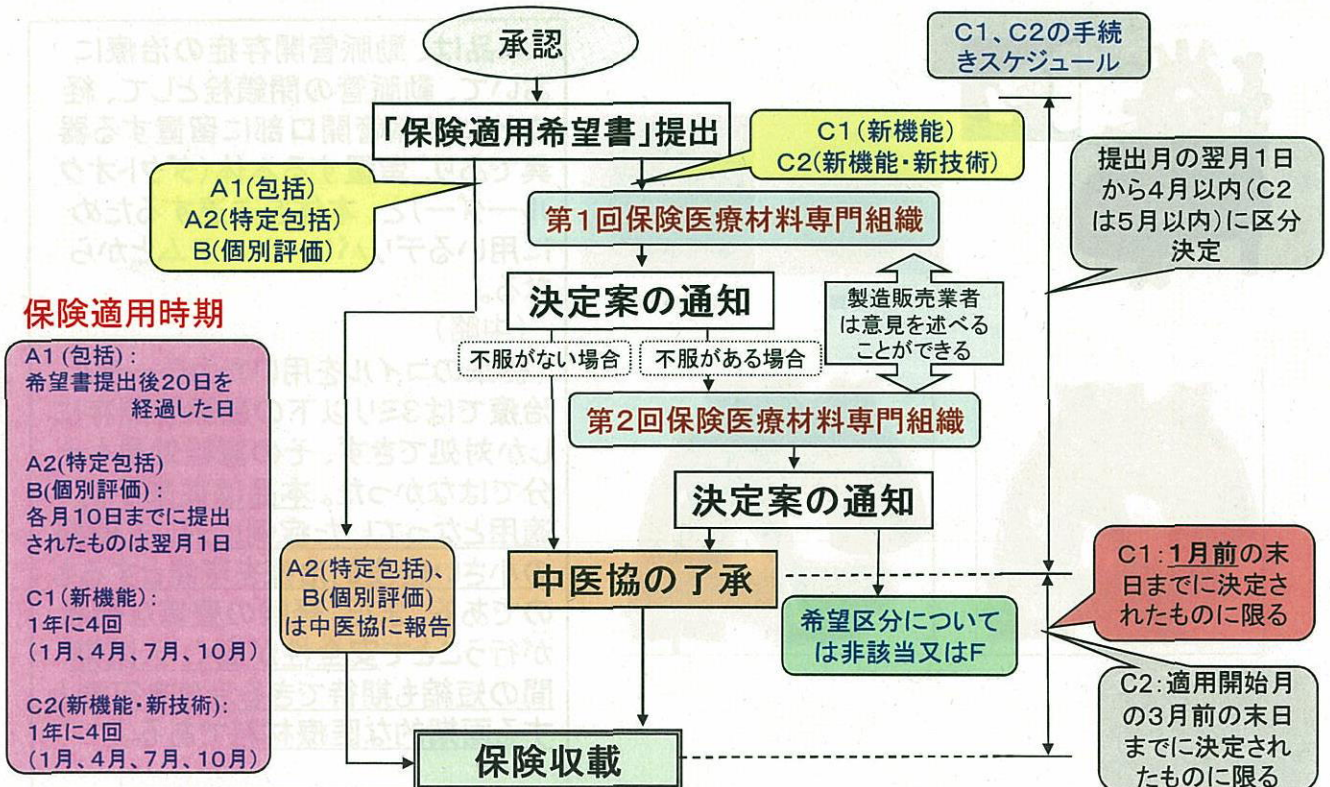 承認
C1、C2の手続
きスケジュール
「保険適用希望書」提出
C1(新機能)
C2(新機能・新技術)
A1(包括)
A2(特定包括)
B(個別評価)
提出月の翌月1日
から4月以内(C2
は5月以内)に区分
決定
第1回保険医療材料専門組織
決定案の通知
製造販売業者
は意見を述べる
ことができる
不服がない場合
不服がある場合
第2回保険医療材料専門組織
決定案の通知
保険適用時期
A1(包括):
希望書提出後20日を
経過した日
A2(特定包括)
B(個別評価):
各月10日までに提出
されたものは翌月1日
C1(新機能):
1年に4回
(1月、4月、7月、10月)
C2(新機能・新技術):
1年に4回
(1月、4月、7月、10月)
A2(特定包括)、
B(個別評価)
は中医協に報告
中医協の了承
希望区分について
は非該当又はF
C1:1月前の末
日までに決定さ
れたものに限る
C2:適用開始月
の3月前の末日
までに決定され
たものに限る
保険収載